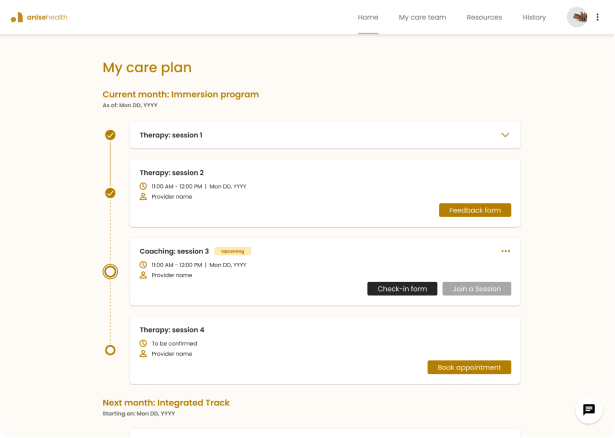 anisehealth
Home
My care team
Resources
History
My care plan
Current month: Immersion program
As of: Mon DD, YYYY
Therapy: session 1
Therapy: session 2
11:00 AM - 12:00 PM | Mon DD, YYYY
Provider name
Feedback form
Coaching: session 3
Upcoming
11:00 AM - 12:00 PM | Mon DD, YYYY
Provider name
Check-in form
Join a Session
Therapy: session 4
To be confirmed
Provider name
Book appointment
Next month: Integrated Track
Starting on: Mon DD, YYYY